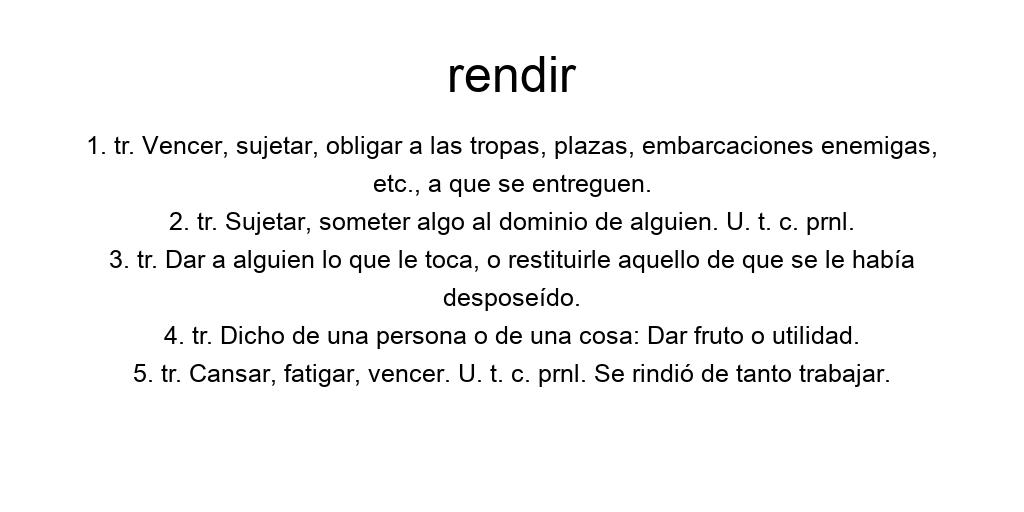 rendir
1. tr. Vencer, sujetar, obligar a las tropas, plazas, embarcaciones enemigas,
etc., a que se entreguen.
2. tr. Sujetar, someter algo al dominio de alguien. U. t. c. prnl.
3. tr. Dar a alguien lo que le toca, o restituirle aquello de que se le había
desposeído.
4. tr. Dicho de una persona o de una cosa: Dar fruto o utilidad.
5. tr. Cansar, fatigar, vencer. U. t. c. prnl. Se rindió de tanto trabajar.